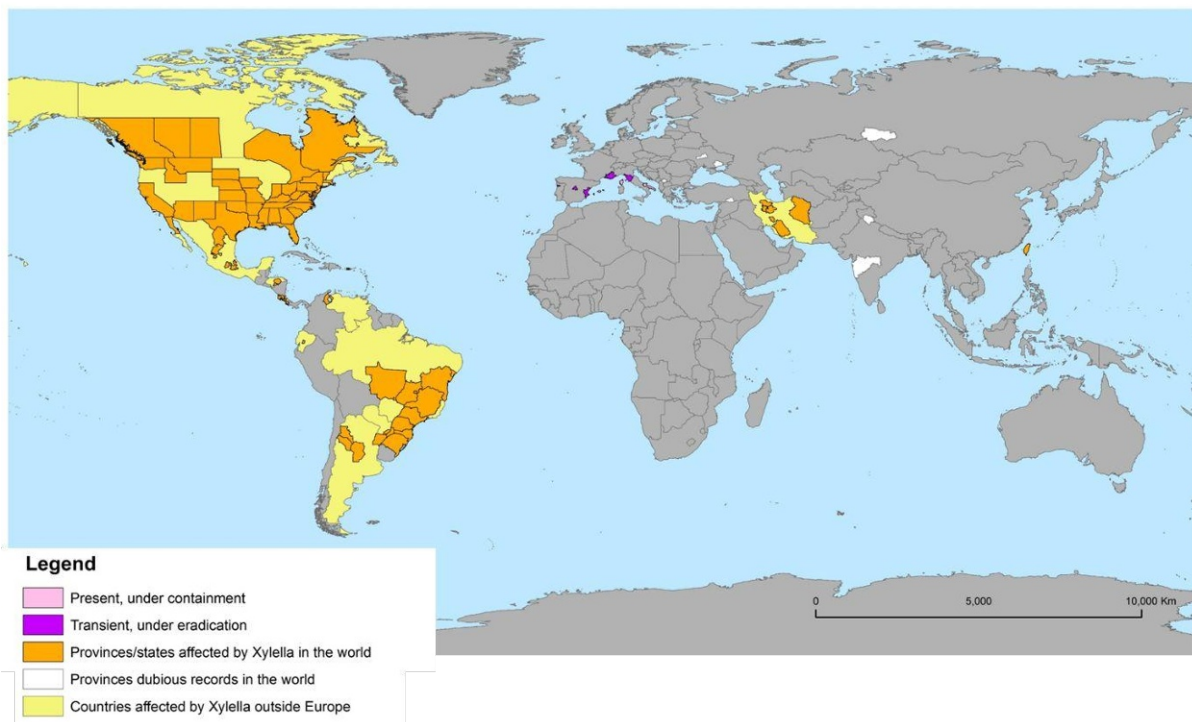 Legend
Present, under containment
Transient, under eradication
Provinces/states affected by Xylella in the world
Provinces dubious records in the world
Countries affected by Xylella outside Europe
0 5,000 10,000 Km